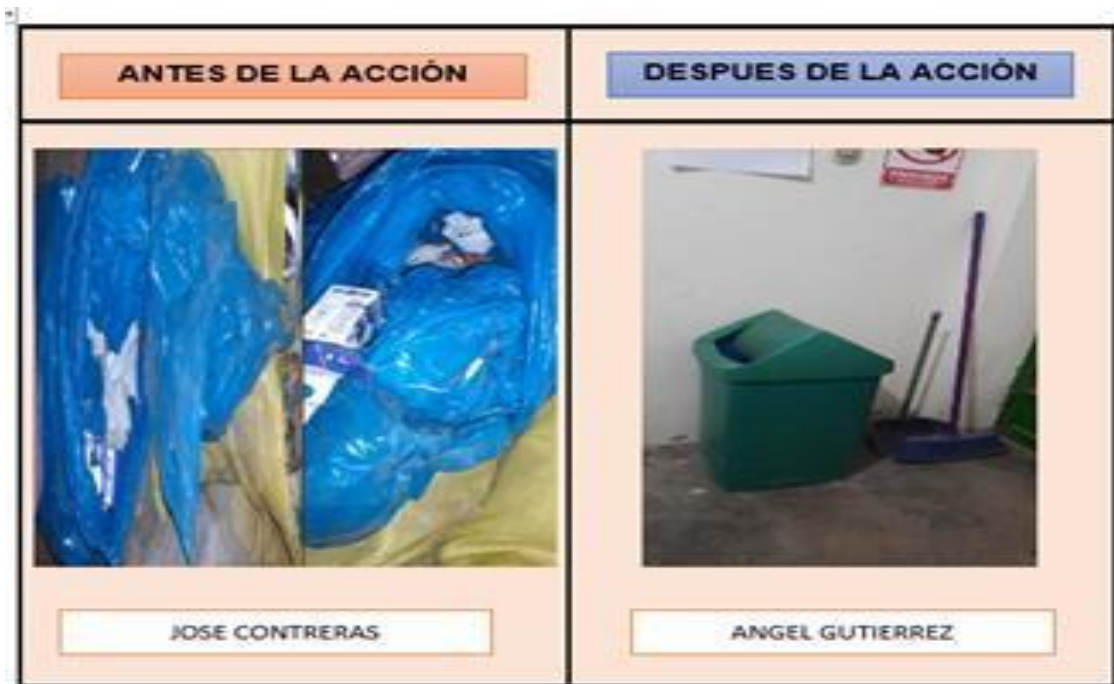 ANTES DE LA ACCIÓN
DESPUES DE LA ACCIÓN
JOSE CONTRERAS
ANGEL GUTIERREZ